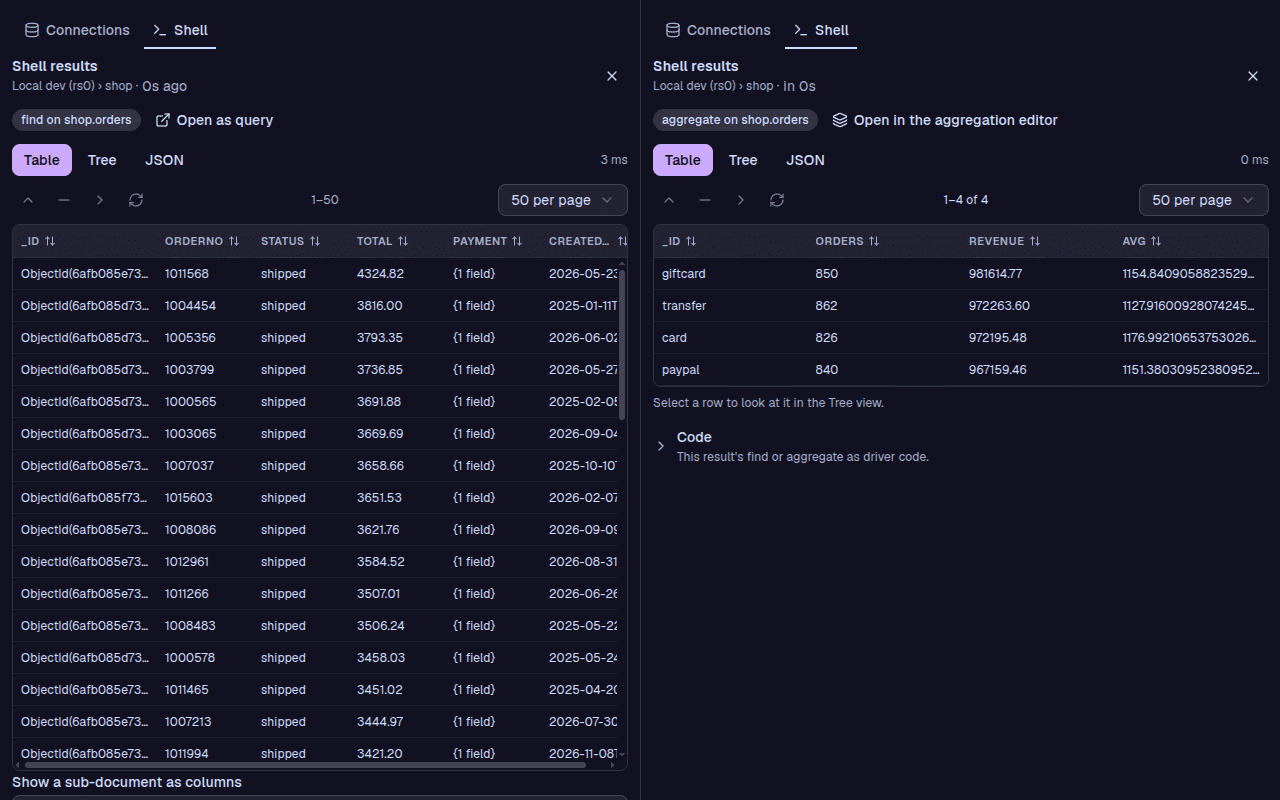 Connections Shell
Shell results
Local dev (rs0) › shop · 0s ago
find on shop.orders Open as query
Table Tree JSON 3 ms
1–50 50 per page
_ID ORDERNO STATUS TOTAL PAYMENT CREATED…
ObjectId(6afb085e73… 1011568 shipped 4324.82 {1 field} 2026-05-23
ObjectId(6afb085d73… 1004454 shipped 3816.00 {1 field} 2025-01-11T
ObjectId(6afb085e73… 1005356 shipped 3793.35 {1 field} 2026-06-02
ObjectId(6afb085d73… 1003799 shipped 3736.85 {1 field} 2026-05-27
ObjectId(6afb085d73… 1000565 shipped 3691.88 {1 field} 2025-02-05
ObjectId(6afb085d73… 1003065 shipped 3669.69 {1 field} 2026-09-04
ObjectId(6afb085e73… 1007037 shipped 3658.66 {1 field} 2025-10-10T
ObjectId(6afb085f73… 1015603 shipped 3651.53 {1 field} 2026-02-07
ObjectId(6afb085e73… 1008086 shipped 3621.76 {1 field} 2026-09-09
ObjectId(6afb085e73… 1012961 shipped 3584.52 {1 field} 2026-08-31
ObjectId(6afb085e73… 1011266 shipped 3507.01 {1 field} 2026-06-26
ObjectId(6afb085e73… 1008483 shipped 3506.24 {1 field} 2025-05-22
ObjectId(6afb085d73… 1000578 shipped 3458.03 {1 field} 2025-05-24
ObjectId(6afb085e73… 1011465 shipped 3451.02 {1 field} 2025-04-20
ObjectId(6afb085e73… 1007213 shipped 3444.97 {1 field} 2026-07-30
ObjectId(6afb085e73… 1011994 shipped 3421.20 {1 field} 2026-11-08T
Show a sub-document as columns
Connections Shell
Shell results
Local dev (rs0) › shop · in 0s
aggregate on shop.orders Open in the aggregation editor
Table Tree JSON 0 ms
1–4 of 4 50 per page
_ID ORDERS REVENUE AVG
giftcard 850 981614.77 1154.8409058823529…
transfer 862 972263.60 1127.91600928074245…
card 826 972195.48 1176.99210653753026…
paypal 840 967159.46 1151.38030952380952…
Select a row to look at it in the Tree view.
Code
This result's find or aggregate as driver code.